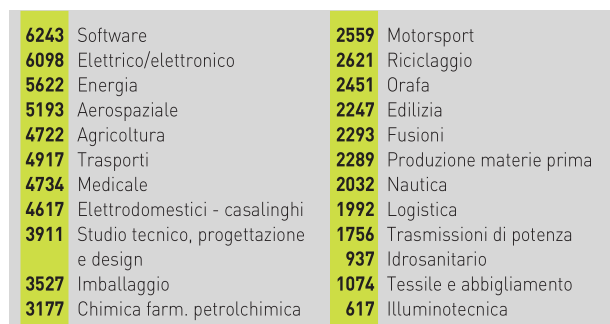 6243 Software
6098 Elettrico/elettronico
5622 Energia
5193 Aerospaziale
4722 Agricoltura
4917 Trasporti
4734 Medicale
4617 Elettrodomestici - casalinghi
3911 Studio tecnico, progettazione
e design
3527 Imballaggio
3177 Chimica farm. petrolchimica
2559 Motorsport
2621 Riciclaggio
2451 Orafa
2247 Edilizia
2293 Fusioni
2289 Produzione materie prima
2032 Nautica
1992 Logistica
1756 Trasmissioni di potenza
937 Idrosanitario
1074 Tessile e abbigliamento
617 Illuminotecnica